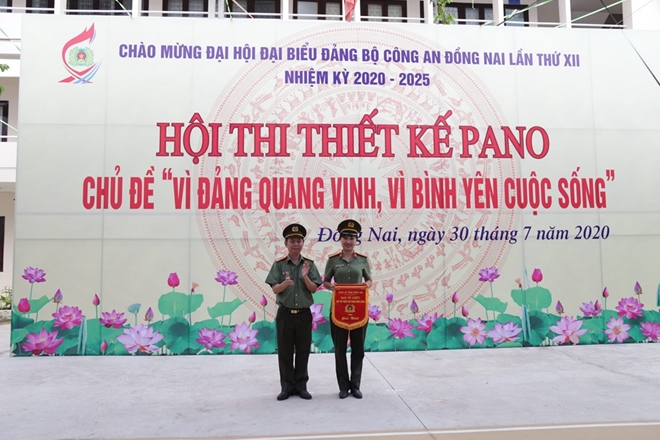 CHÀO MỪNG ĐẠI HỘI ĐẠI BIỂU ĐẢNG BỘ CÔNG AN ĐỒNG NAI LẦN THỨ XII
NHIỆM KỲ 2020 - 2025
HỘI THI THIẾT KẾ PANO
CHỦ ĐỀ “VÌ ĐẢNG QUANG VINH, VÌ BÌNH YÊN CUỘC SỐNG”
Đồng Nai, ngày 30 tháng 7 năm 2020